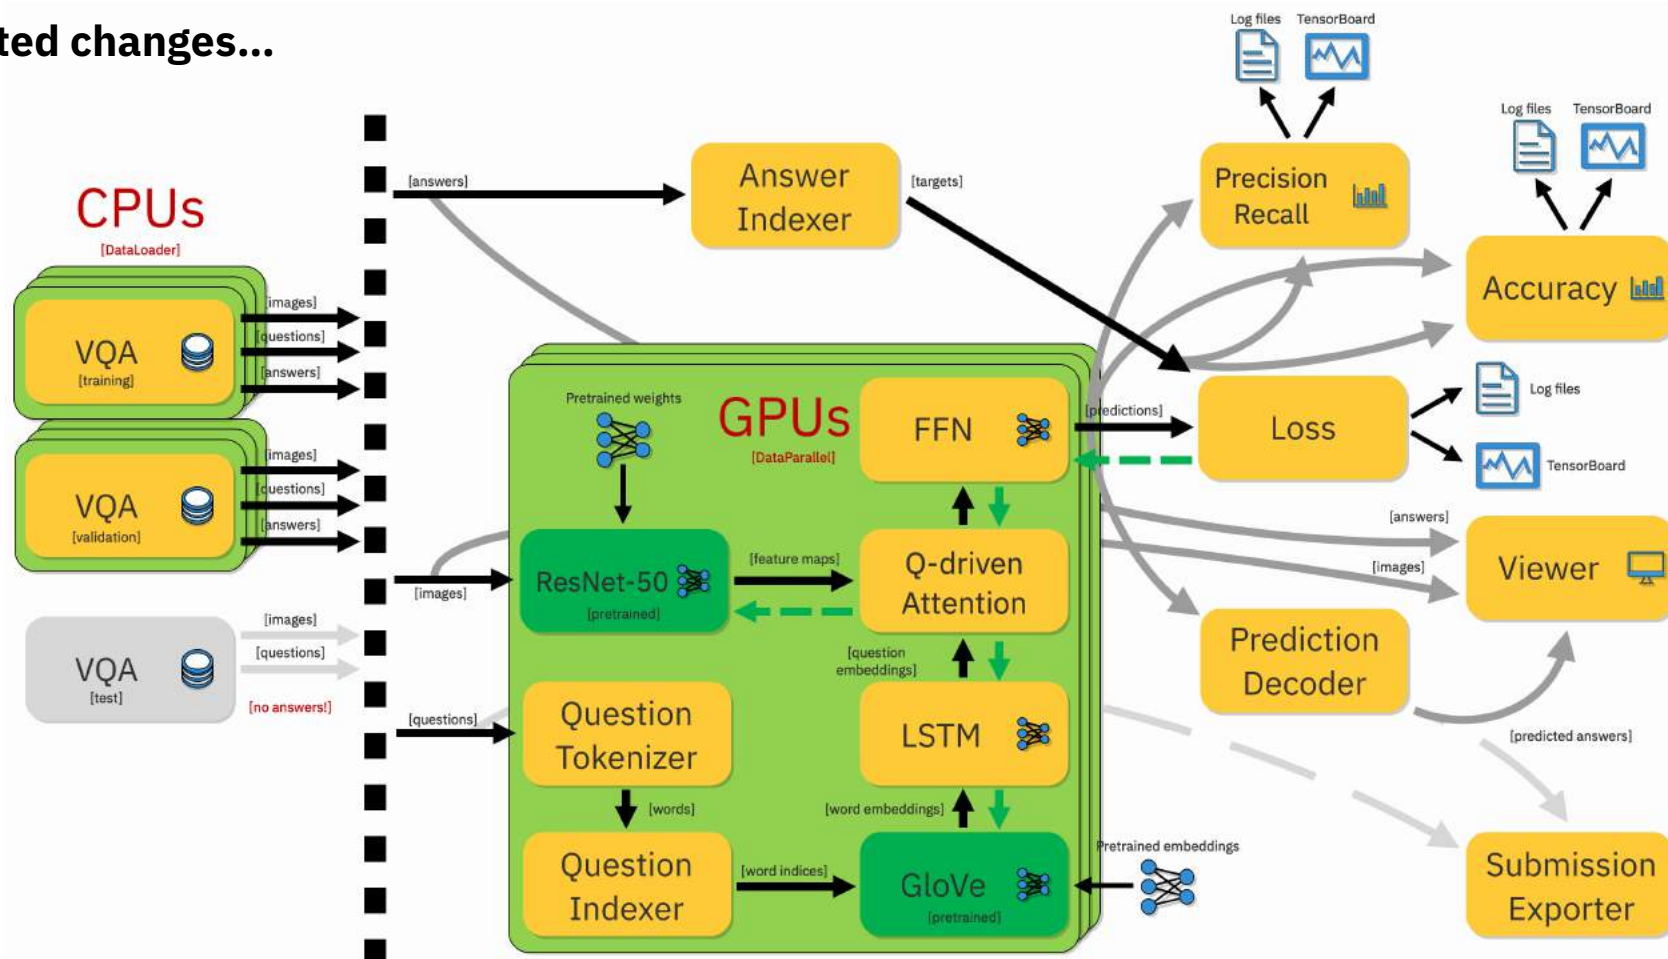 ted changes...
Log files
TensorBoard
Log files
TensorBoard
CPUs
[DataLoader]
VQA
[training]
[images]
[questions]
[answers]
VQA
[validation]
[images]
[questions]
[answers]
VQA
[test]
[images]
[questions]
[no answers!]
[answers]
Answer
Indexer
[targets]
Precision
Recall
Accuracy
Pretrained weights
GPUs
[DataParallel]
FFN
[predictions]
Loss
Log files
TensorBoard
[images]
ResNet-50
[pretrained]
[feature maps]
Q-driven
Attention
[answers]
[images]
Viewer
[question
embeddings]
Prediction
Decoder
[predicted answers]
[questions]
Question
Tokenizer
LSTM
[words]
[word embeddings]
Question
Indexer
[word indices]
GloVe
[pretrained]
Pretrained embeddings
Submission
Exporter